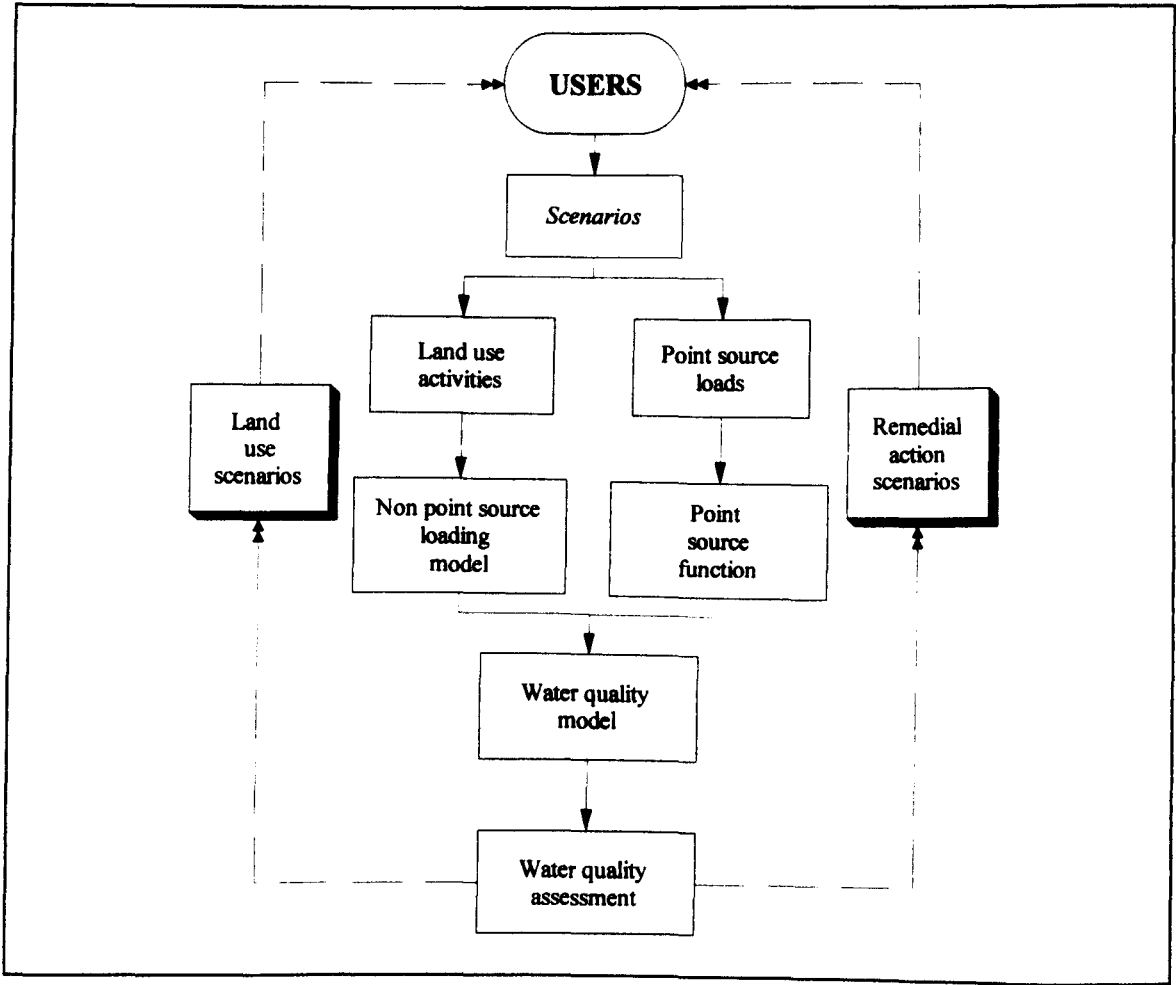 USERS
Scenarios
Land use
activities
Point source
loads
Land
use
scenarios
Remedial
action
scenarios
Non point source
loading
model
Point
source
function
Water quality
model
Water quality
assessment